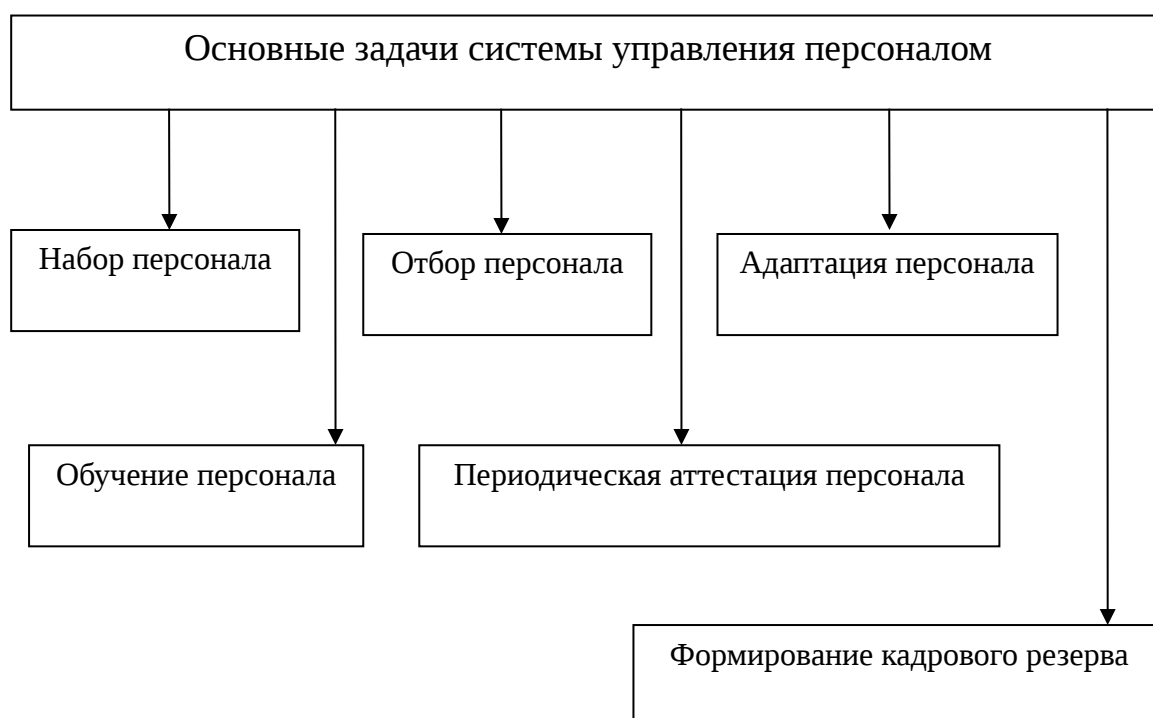 Основные задачи системы управления персоналом
Набор персонала
Отбор персонала
Адаптация персонала
Обучение персонала
Периодическая аттестация персонала
Формирование кадрового резерва